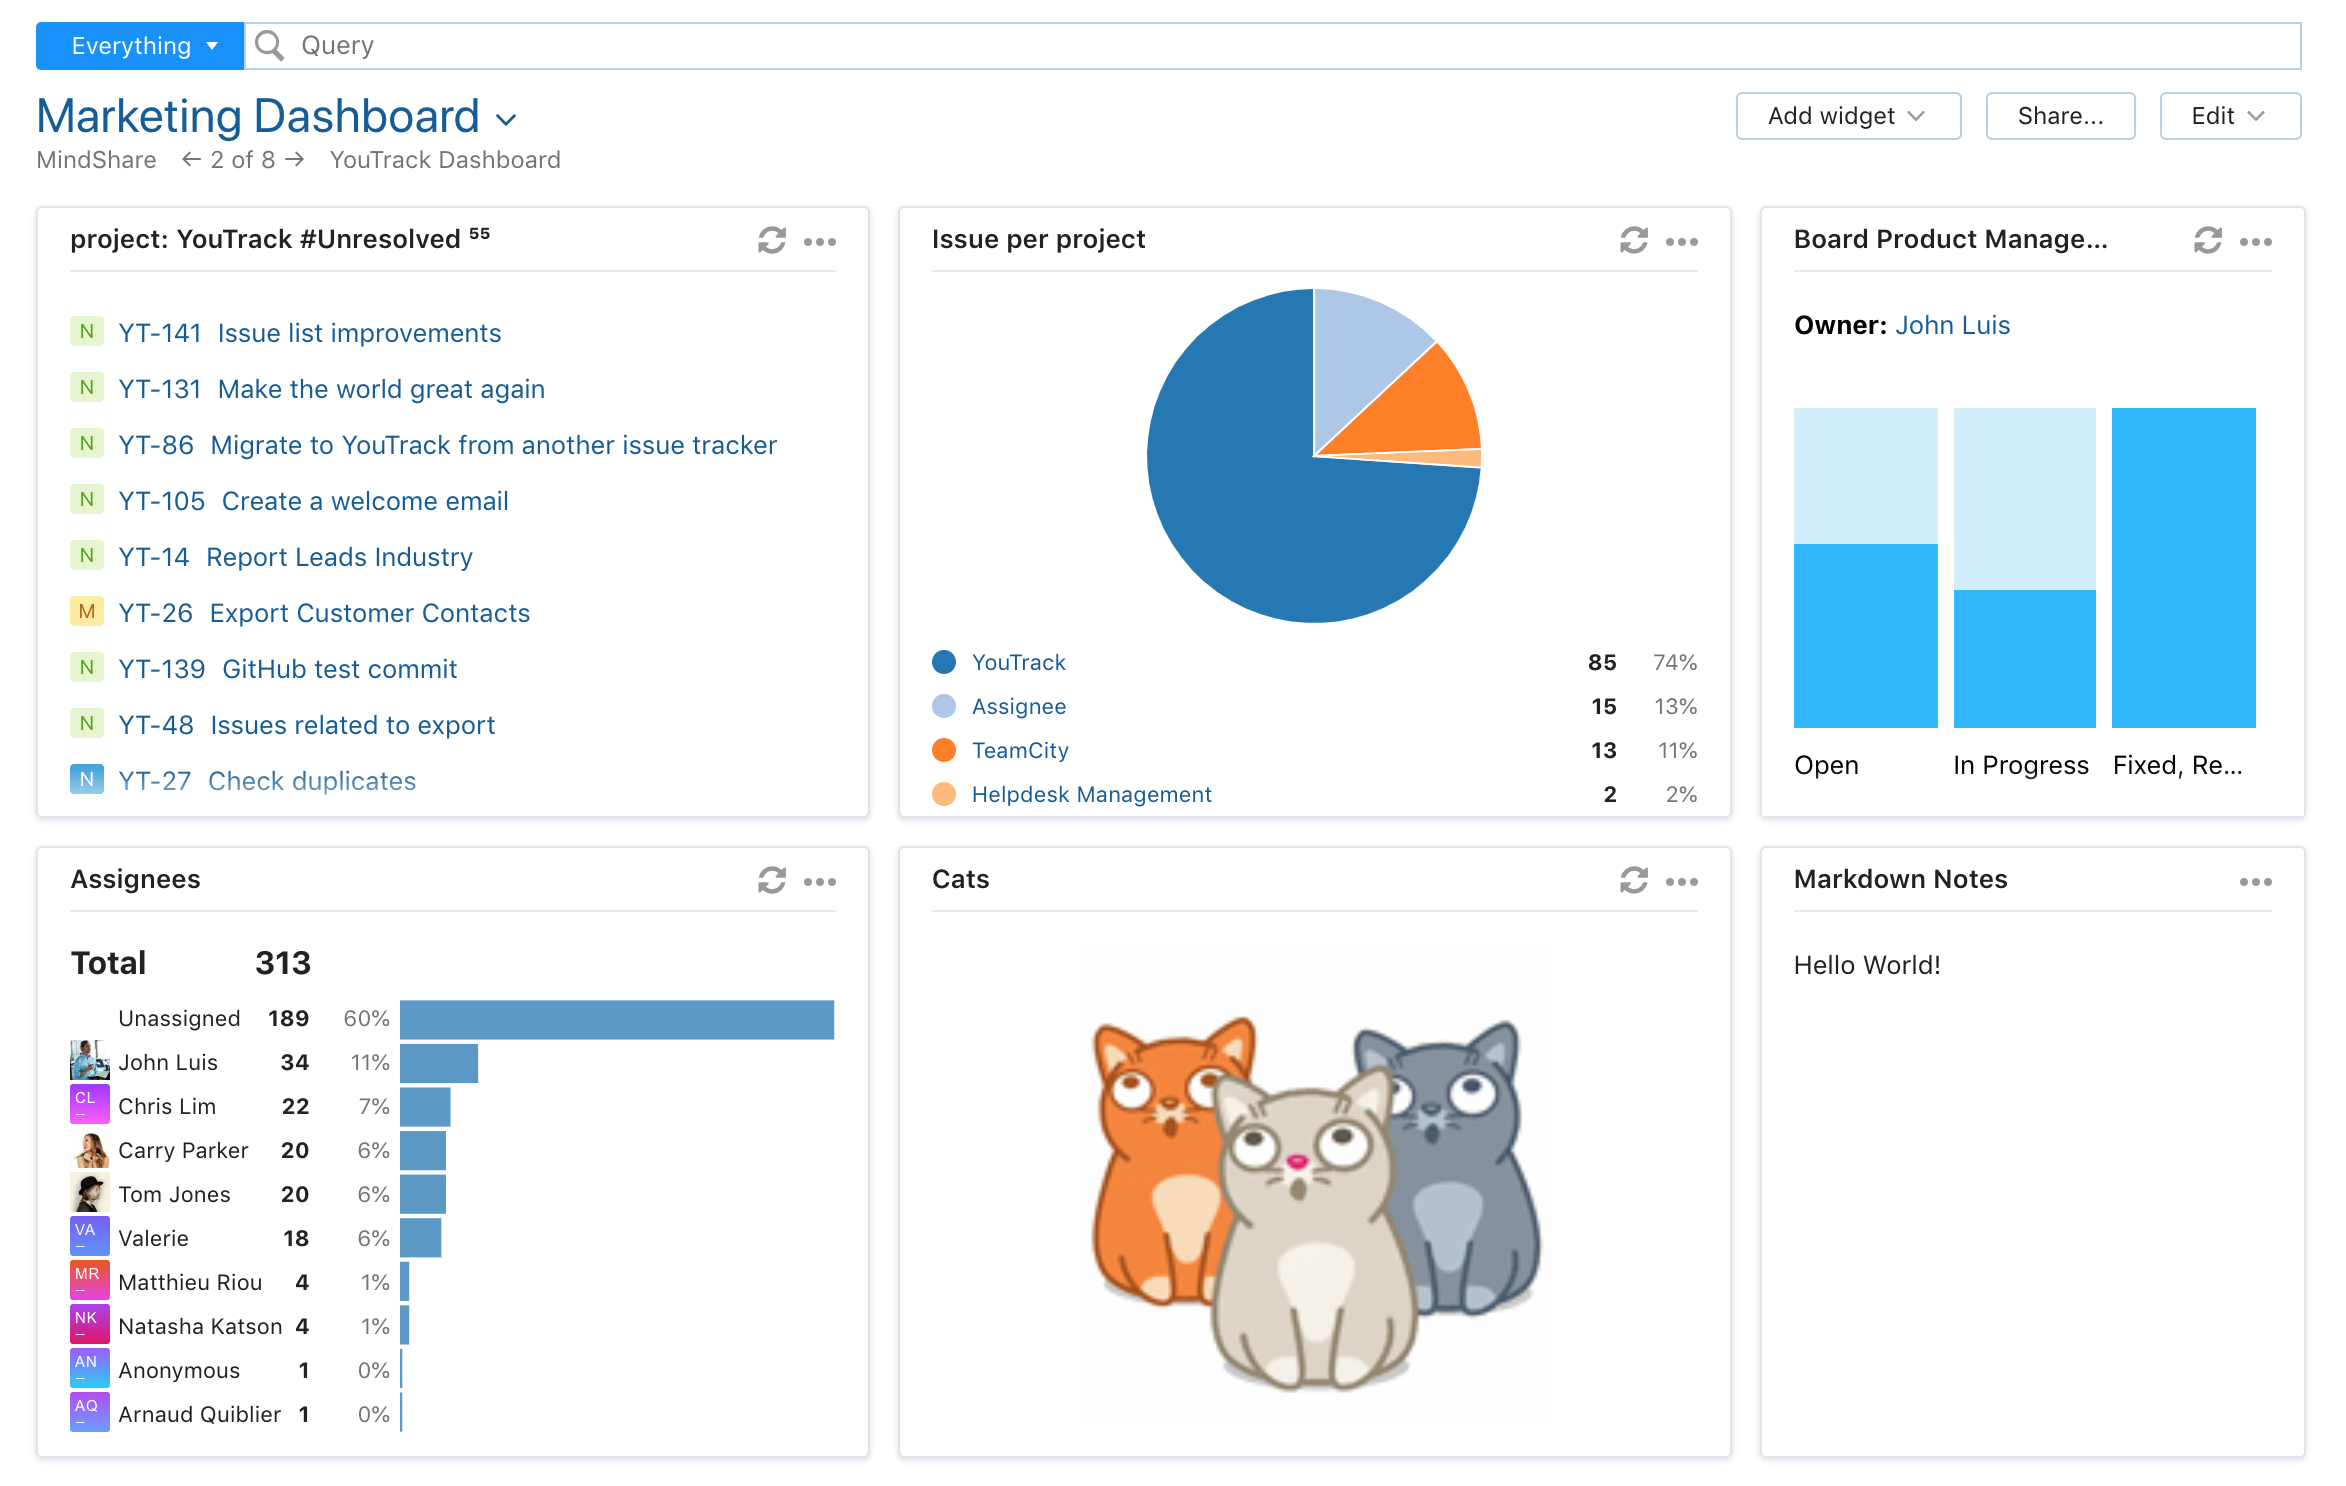 Everything
Query
Marketing Dashboard
Add widget
Share...
Edit
MindShare ← 2 of 8 → YouTrack Dashboard
project: YouTrack #Unresolved 55
N YT-141 Issue list improvements
N YT-131 Make the world great again
N YT-86 Migrate to YouTrack from another issue tracker
N YT-105 Create a welcome email
N YT-14 Report Leads Industry
M YT-26 Export Customer Contacts
N YT-139 GitHub test commit
N YT-48 Issues related to export
N YT-27 Check duplicates
Issue per project
YouTrack 85 74%
Assignee 15 13%
TeamCity 13 11%
Helpdesk Management 2 2%
Board Product Manage...
Owner: John Luis
Open
In Progress
Fixed, Re...
Assignees
Total 313
Unassigned 189 60%
John Luis 34 11%
CL Chris Lim 22 7%
Carry Parker 20 6%
Tom Jones 20 6%
VA Valerie 18 6%
MR Matthieu Riou 4 1%
NK Natasha Katson 4 1%
AN Anonymous 1 0%
AQ Arnaud Quiblier 1 0%
Cats
Markdown Notes
Hello World!